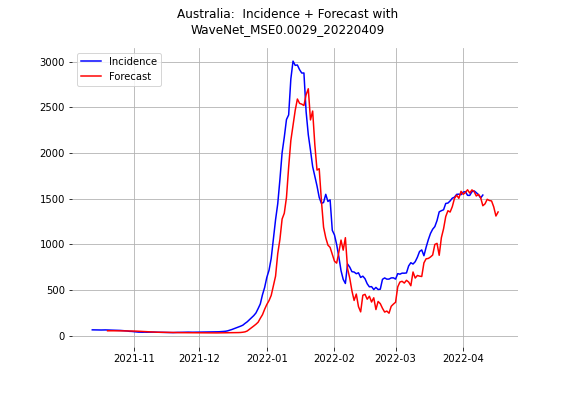 Australia:  Incidence + Forecast with
WaveNet_MSE0.0029_20220409
Incidence
Forecast
3000
2500
2000
1500
1000
500
0
2021-11 2021-12 2022-01 2022-02 2022-03 2022-04